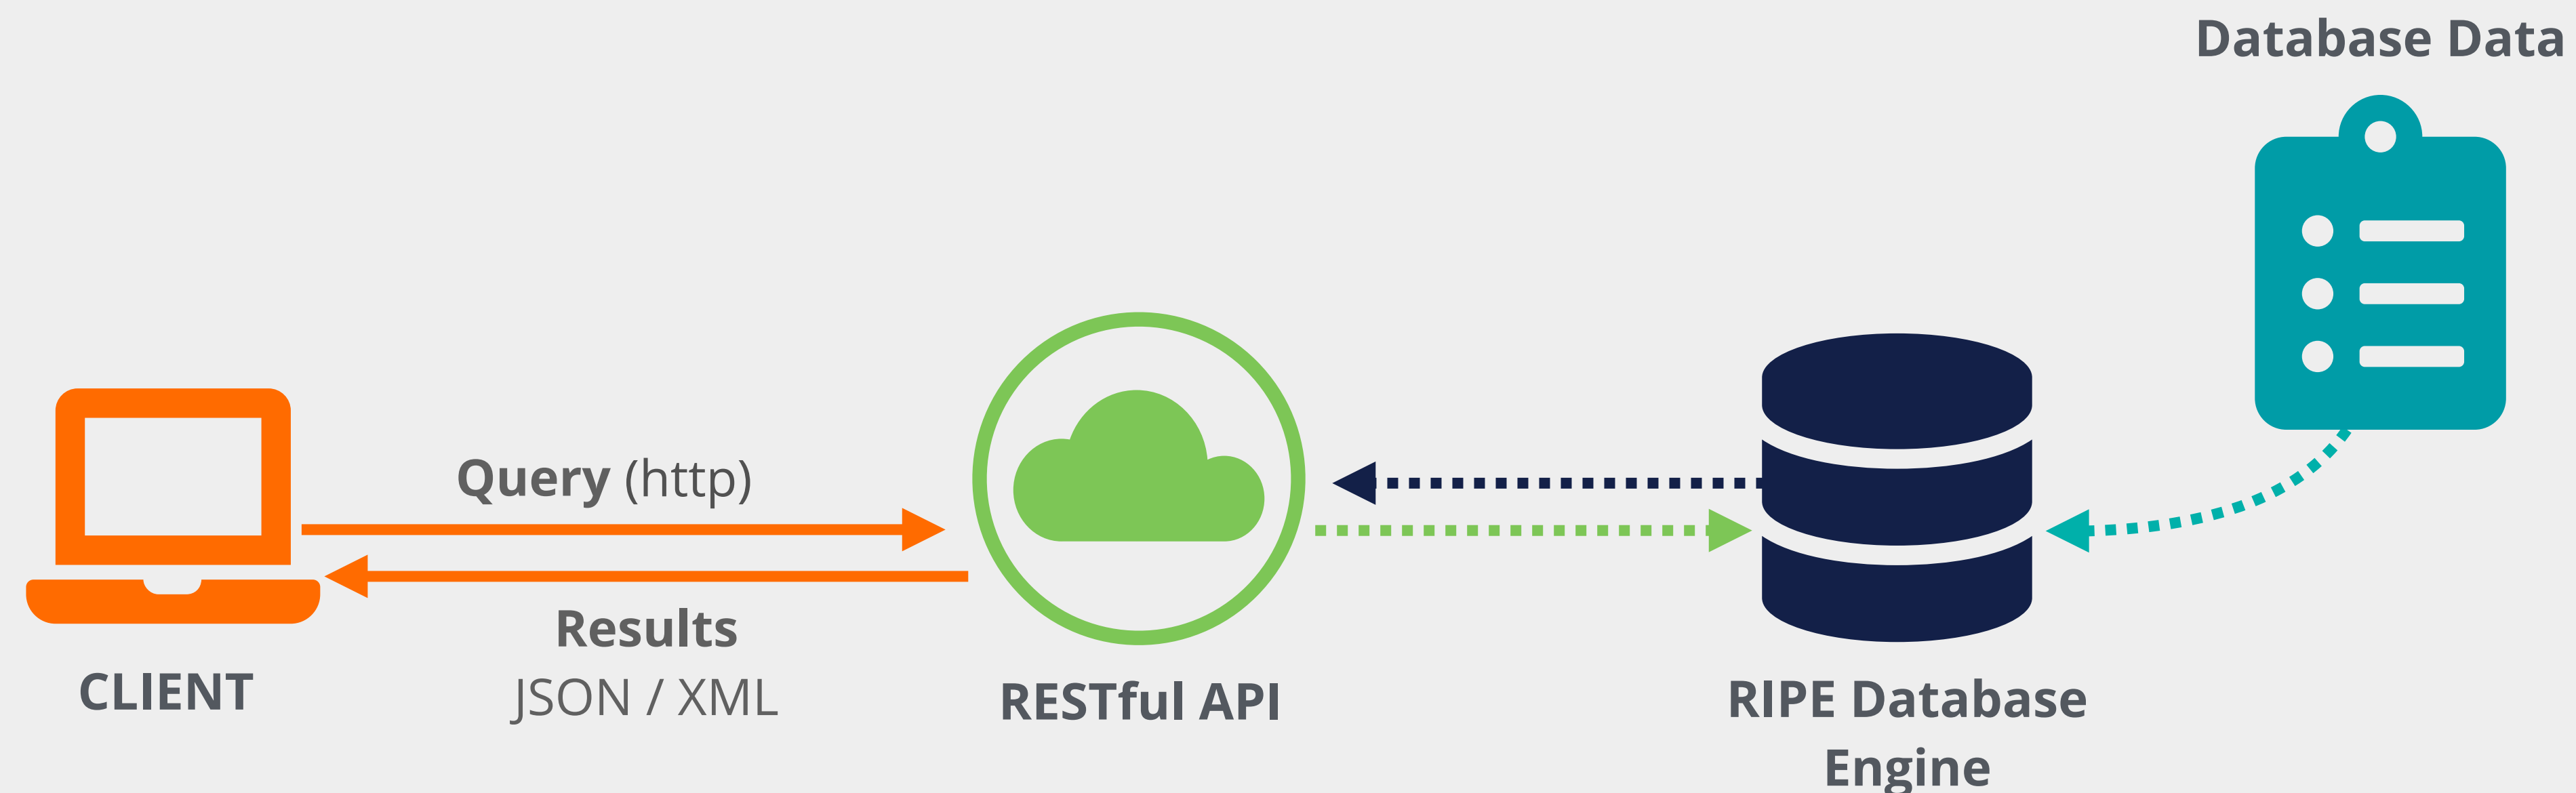 Database Data
Query (http)
Results
JSON / XML
CLIENT
RESTful API
RIPE Database
Engine